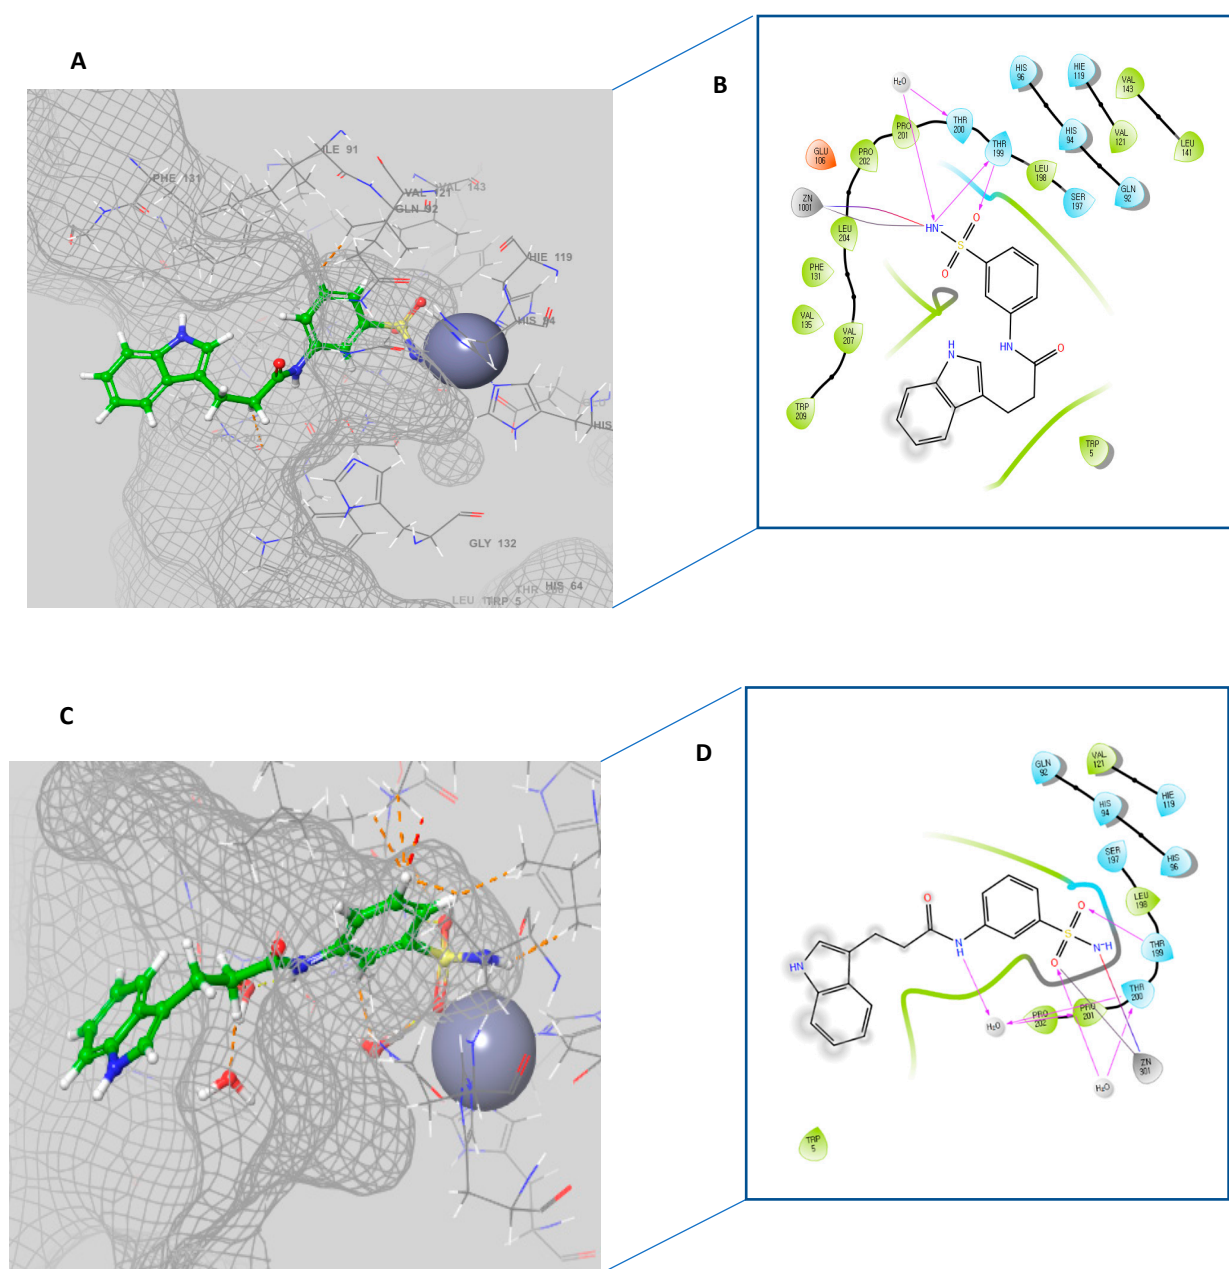 A
ILE 91
PHE 131
VAL 143
VAL 121
GLN 92
HIE 119
HIS 94
HIS
GLY 132
HIS 64
TRP 5
B
H₂O
HIS
96
HIE
119
VAL
143
PRO
201
THR
200
HIS
94
VAL
121
LEU
141
GLU
106
PRO
202
THR
199
LEU
198
GLN
92
SER
197
ZN
1001
HN⁻
O
S
O
LEU
204
PHE
131
VAL
135
VAL
207
H
N
HN
O
TRP
209
TRP
5
C
D
GLN
92
VAL
121
HIE
119
HIS
94
HIS
96
SER
197
LEU
198
O
O
S
N⁻H
O
THR
199
N
H
HN
THR
200
PRO
201
PRO
202
H₂O
ZN
301
H₂O
TRP
5